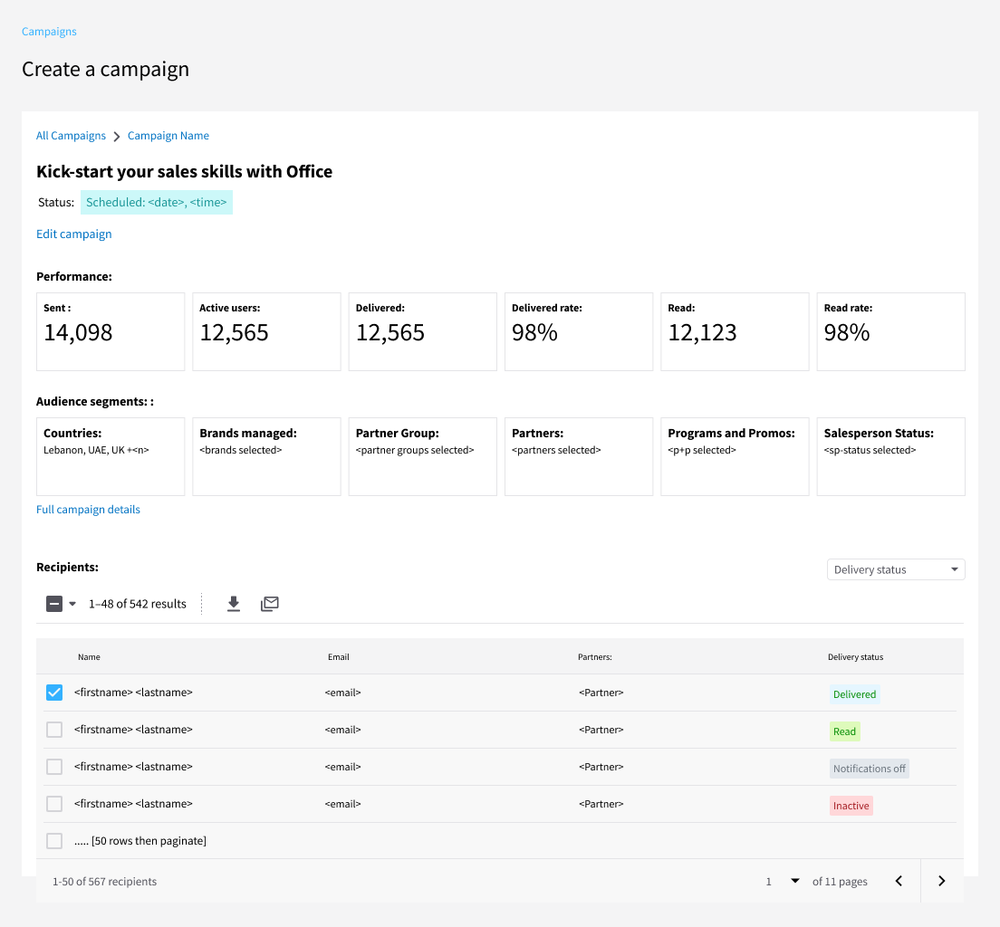 Campaigns
Create a campaign
All Campaigns Campaign Name
Kick-start your sales skills with Office
Status: Scheduled: <date>, <time>
Edit campaign
Performance:
Sent : Active users: Delivered: Delivered rate: Read: Read rate:
14,098 12,565 12,565 98% 12,123 98%
Audience segments: :
Countries: Brands managed: Partner Group: Partners: Programs and Promos: Salesperson Status:
Lebanon, UAE, UK +<n> <brands selected> <partner groups selected> <partners selected> <p+p selected> <sp-status selected>
Full campaign details
Recipients: Delivery status
1–48 of 542 results
Name Email Partners: Delivery status
<firstname> <lastname> <email> <Partner> Delivered
<firstname> <lastname> <email> <Partner> Read
<firstname> <lastname> <email> <Partner> Notifications off
<firstname> <lastname> <email> <Partner> Inactive
..... [50 rows then paginate]
1-50 of 567 recipients 1 of 11 pages